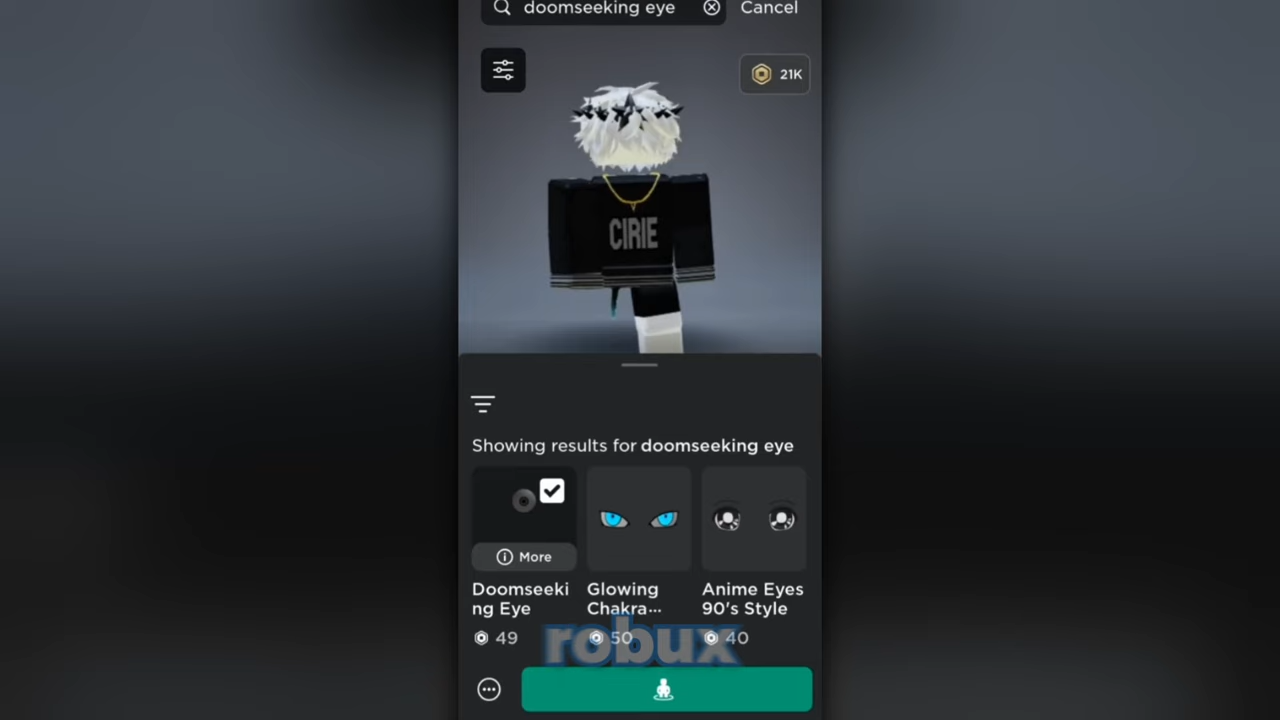 doomseeking eye
Cancel
21K
CIRIE
Showing results for doomseeking eye
More
Doomseeki
ng Eye
49
Glowing
Chakra...
50
Anime Eyes
90's Style
40
robux